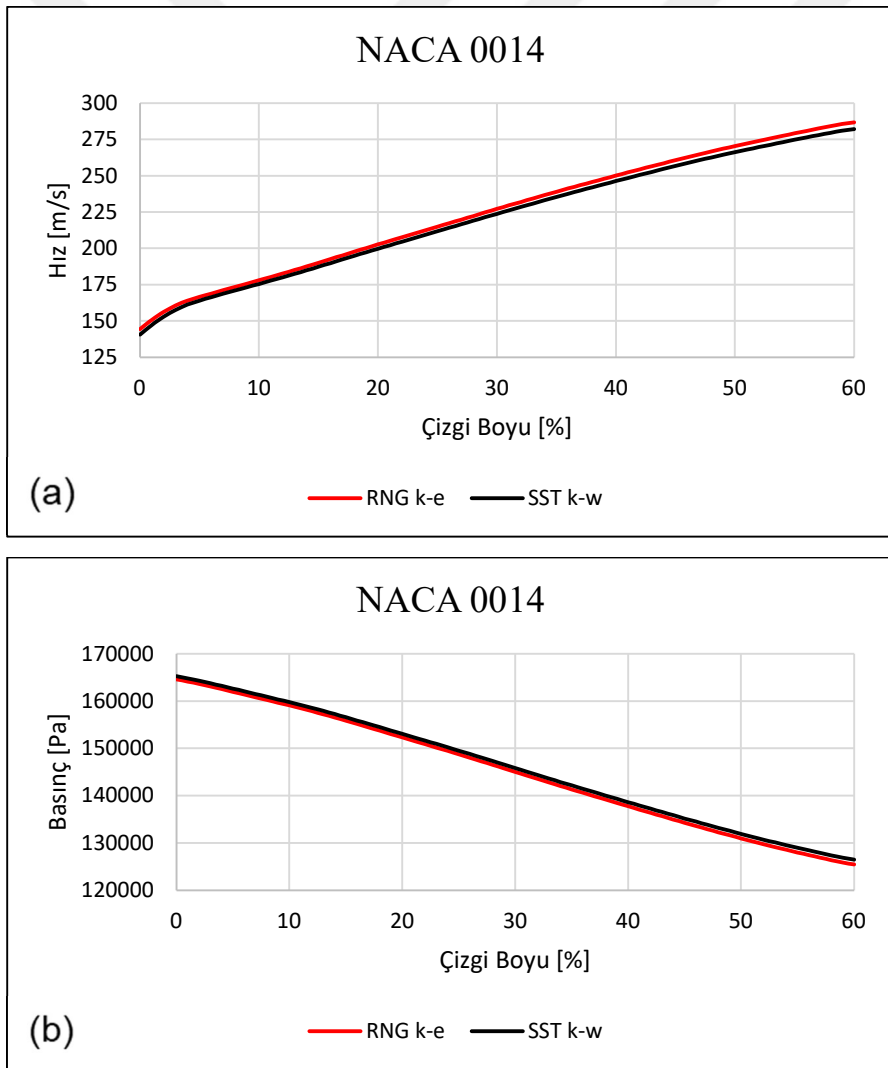 NACA 0014
Hız [m/s]
300
275
250
225
200
175
150
125
0 10 20 30 40 50 60
Çizgi Boyu [%]
(a)
RNG k-e SST k-w
NACA 0014
Basınç [Pa]
170000
160000
150000
140000
130000
120000
0 10 20 30 40 50 60
Çizgi Boyu [%]
(b)
RNG k-e SST k-w